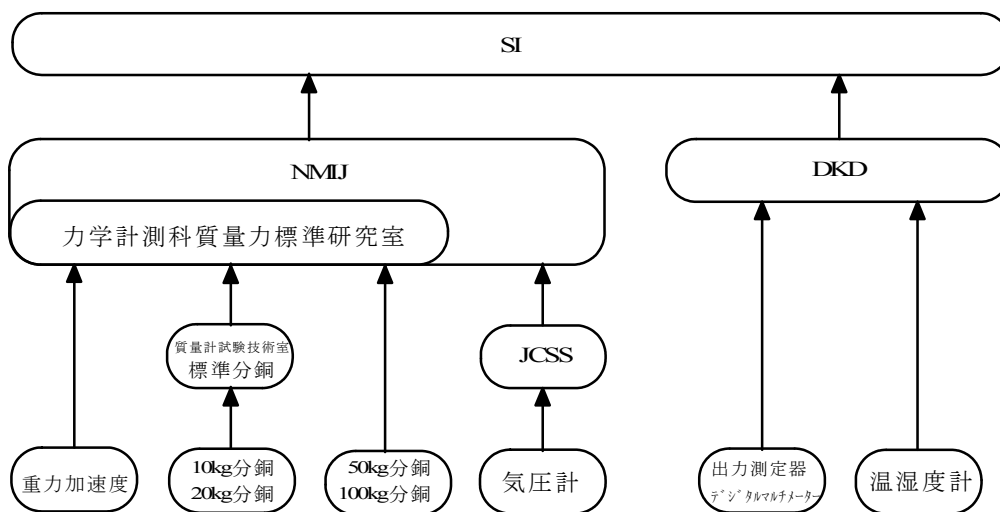 SI
NMIJ
DKD
力学計測科質量力標準研究室
質量計試験技術室
標準分銅
JCSS
重力加速度
10kg分銅
20kg分銅
50kg分銅
100kg分銅
気圧計
出力測定器
ﾃﾞｼﾞﾀﾙﾏﾙﾁﾒｰﾀｰ
温湿度計